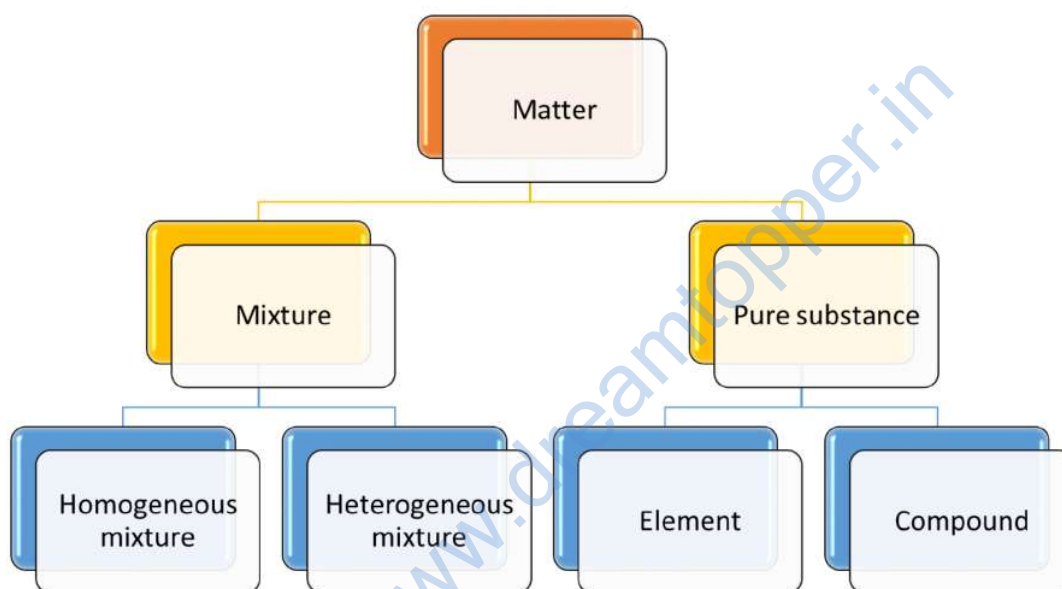 Matter
Mixture
Pure substance
Homogeneous
mixture
Heterogeneous
mixture
Element
Compound
www.dreamtopper.in